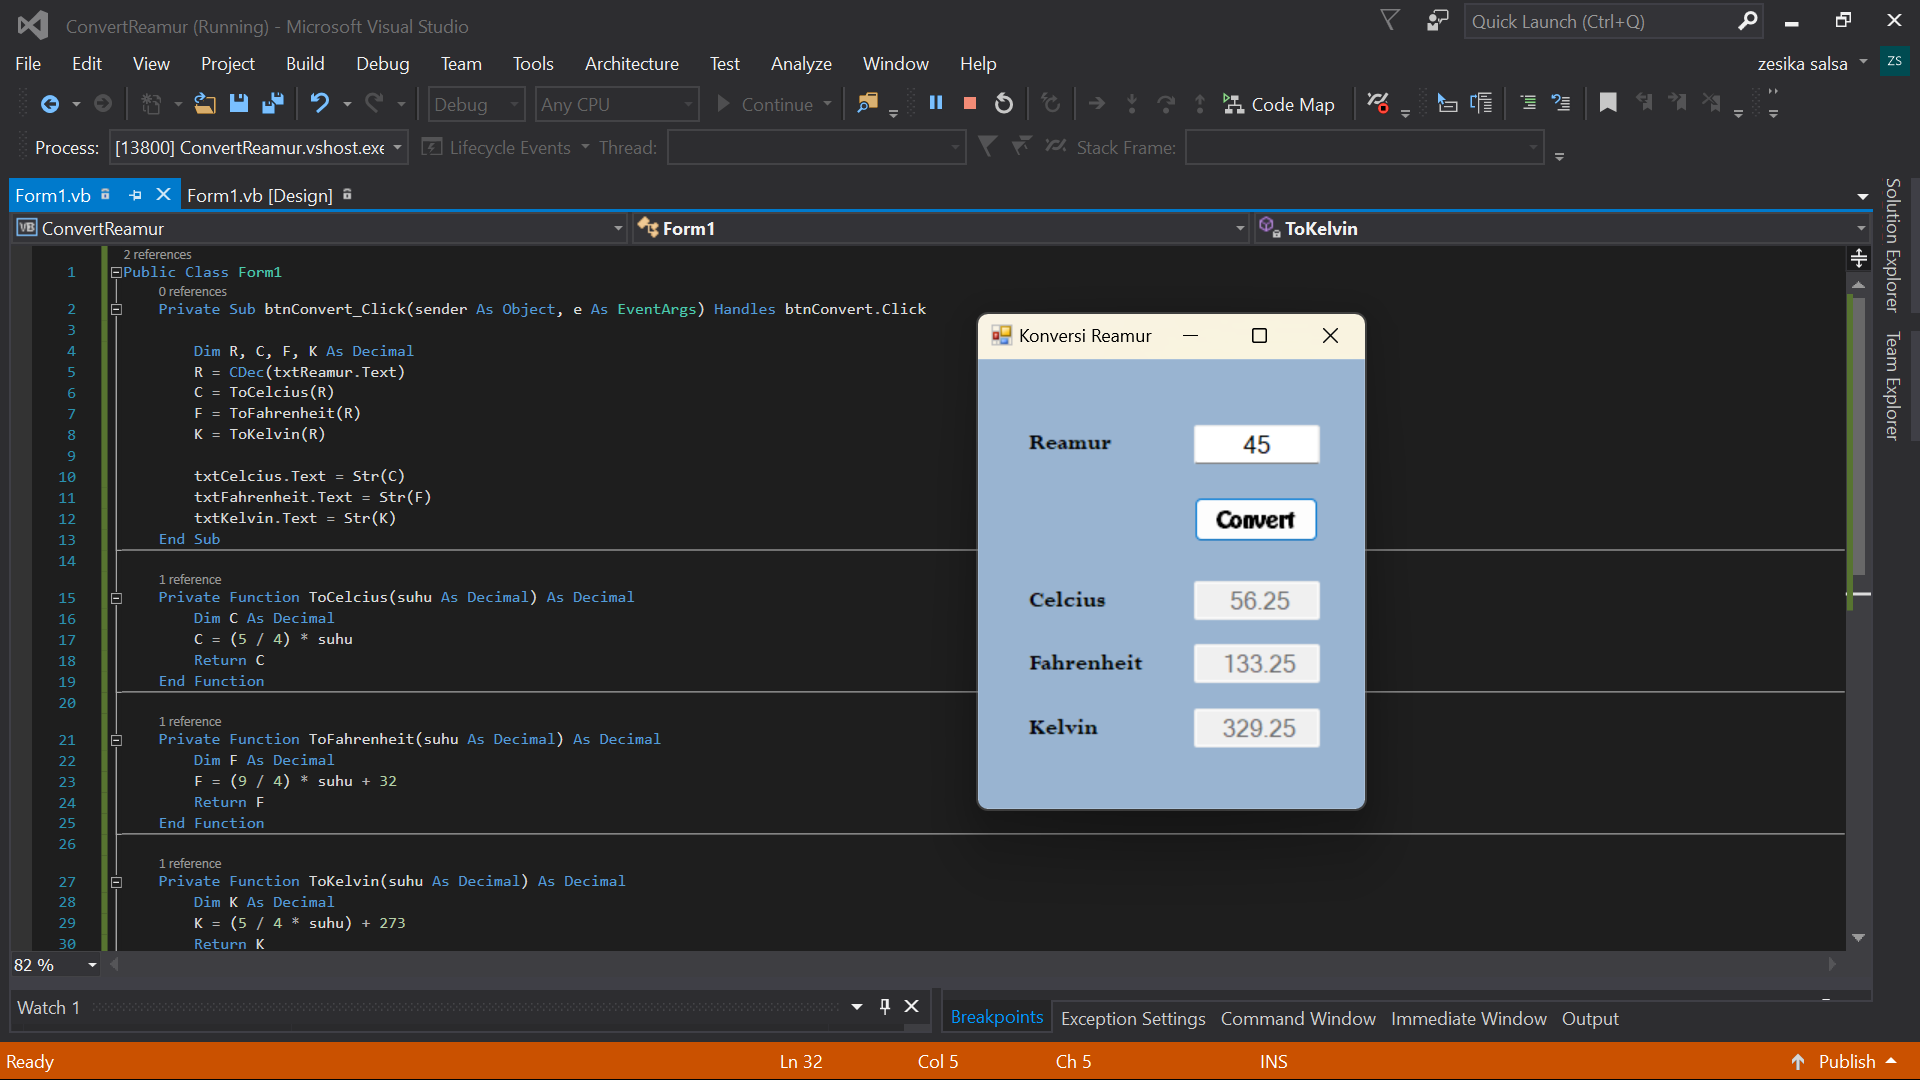 ConvertReamur (Running) - Microsoft Visual Studio
Quick Launch (Ctrl+Q)
File Edit View Project Build Debug Team Tools Architecture Test Analyze Window Help
zesika salsa ZS
Debug Any CPU Continue Code Map
Process: [13800] ConvertReamur.vshost.exe Lifecycle Events Thread: Stack Frame:
Form1.vb Form1.vb [Design]
VB ConvertReamur Form1 ToKelvin
2 references
1 Public Class Form1
0 references
2 Private Sub btnConvert_Click(sender As Object, e As EventArgs) Handles btnConvert.Click
3
4 Dim R, C, F, K As Decimal
5 R = CDec(txtReamur.Text)
6 C = ToCelcius(R)
7 F = ToFahrenheit(R)
8 K = ToKelvin(R)
9
10 txtCelcius.Text = Str(C)
11 txtFahrenheit.Text = Str(F)
12 txtKelvin.Text = Str(K)
13 End Sub
14
1 reference
15 Private Function ToCelcius(suhu As Decimal) As Decimal
16 Dim C As Decimal
17 C = (5 / 4) * suhu
18 Return C
19 End Function
20
1 reference
21 Private Function ToFahrenheit(suhu As Decimal) As Decimal
22 Dim F As Decimal
23 F = (9 / 4) * suhu + 32
24 Return F
25 End Function
26
1 reference
27 Private Function ToKelvin(suhu As Decimal) As Decimal
28 Dim K As Decimal
29 K = (5 / 4 * suhu) + 273
30 Return K
Konversi Reamur
Reamur 45
Convert
Celcius 56.25
Fahrenheit 133.25
Kelvin 329.25
Solution Explorer
Team Explorer
82 %
Watch 1
Breakpoints Exception Settings Command Window Immediate Window Output
Ready Ln 32 Col 5 Ch 5 INS Publish